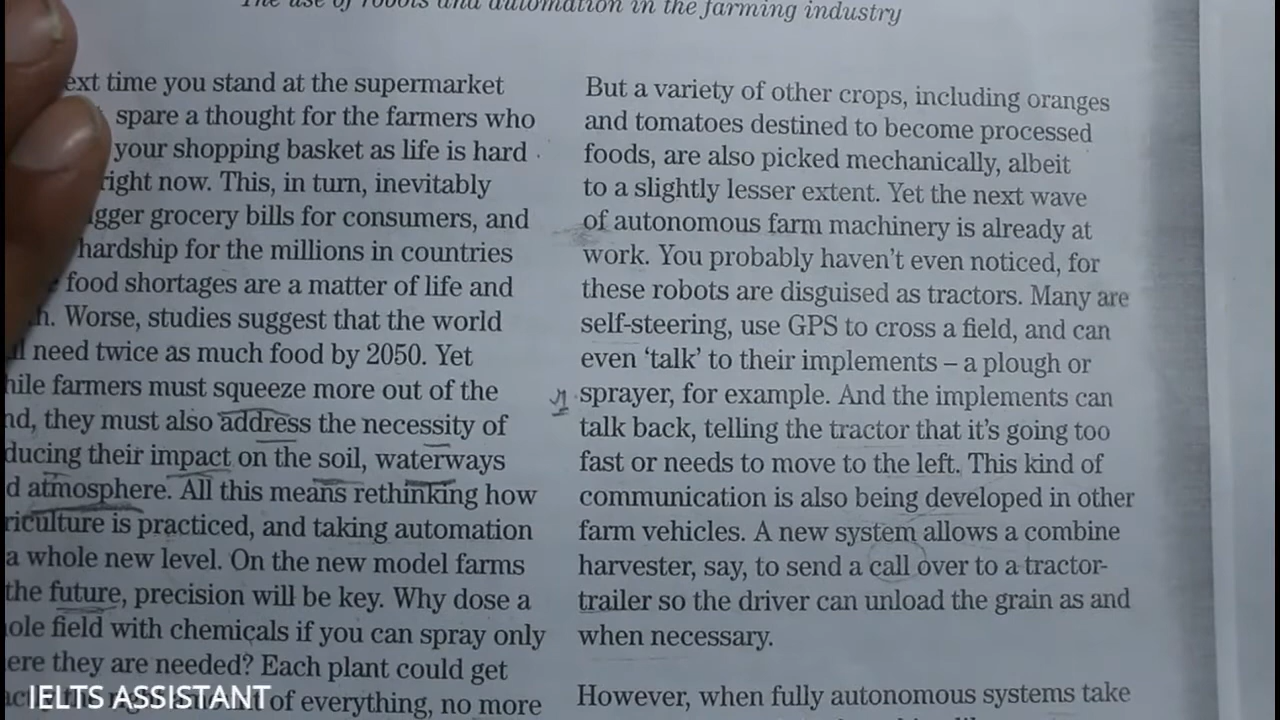 The use of robots and automation in the farming industry
ext time you stand at the supermarket
spare a thought for the farmers who
your shopping basket as life is hard
right now. This, in turn, inevitably
igger grocery bills for consumers, and
hardship for the millions in countries
food shortages are a matter of life and
h. Worse, studies suggest that the world
need twice as much food by 2050. Yet
hile farmers must squeeze more out of the
nd, they must also address the necessity of
ducing their impact on the soil, waterways
d atmosphere. All this means rethinking how
riculture is practiced, and taking automation
a whole new level. On the new model farms
the future, precision will be key. Why dose a
ole field with chemicals if you can spray only
ere they are needed? Each plant could get
of everything, no more
But a variety of other crops, including oranges
and tomatoes destined to become processed
foods, are also picked mechanically, albeit
to a slightly lesser extent. Yet the next wave
of autonomous farm machinery is already at
work. You probably haven't even noticed, for
these robots are disguised as tractors. Many are
self-steering, use GPS to cross a field, and can
even 'talk' to their implements – a plough or
sprayer, for example. And the implements can
talk back, telling the tractor that it's going too
fast or needs to move to the left. This kind of
communication is also being developed in other
farm vehicles. A new system allows a combine
harvester, say, to send a call over to a tractor-
trailer so the driver can unload the grain as and
when necessary.
However, when fully autonomous systems take
IELTS ASSISTANT